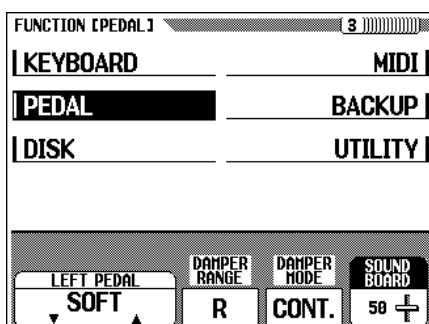 FUNCTION [PEDAL] 3
KEYBOARD MIDI
PEDAL BACKUP
DISK UTILITY
LEFT PEDAL
SOFT
DAMPER
RANGE
R
DAMPER
MODE
CONT.
SOUND
BOARD
50